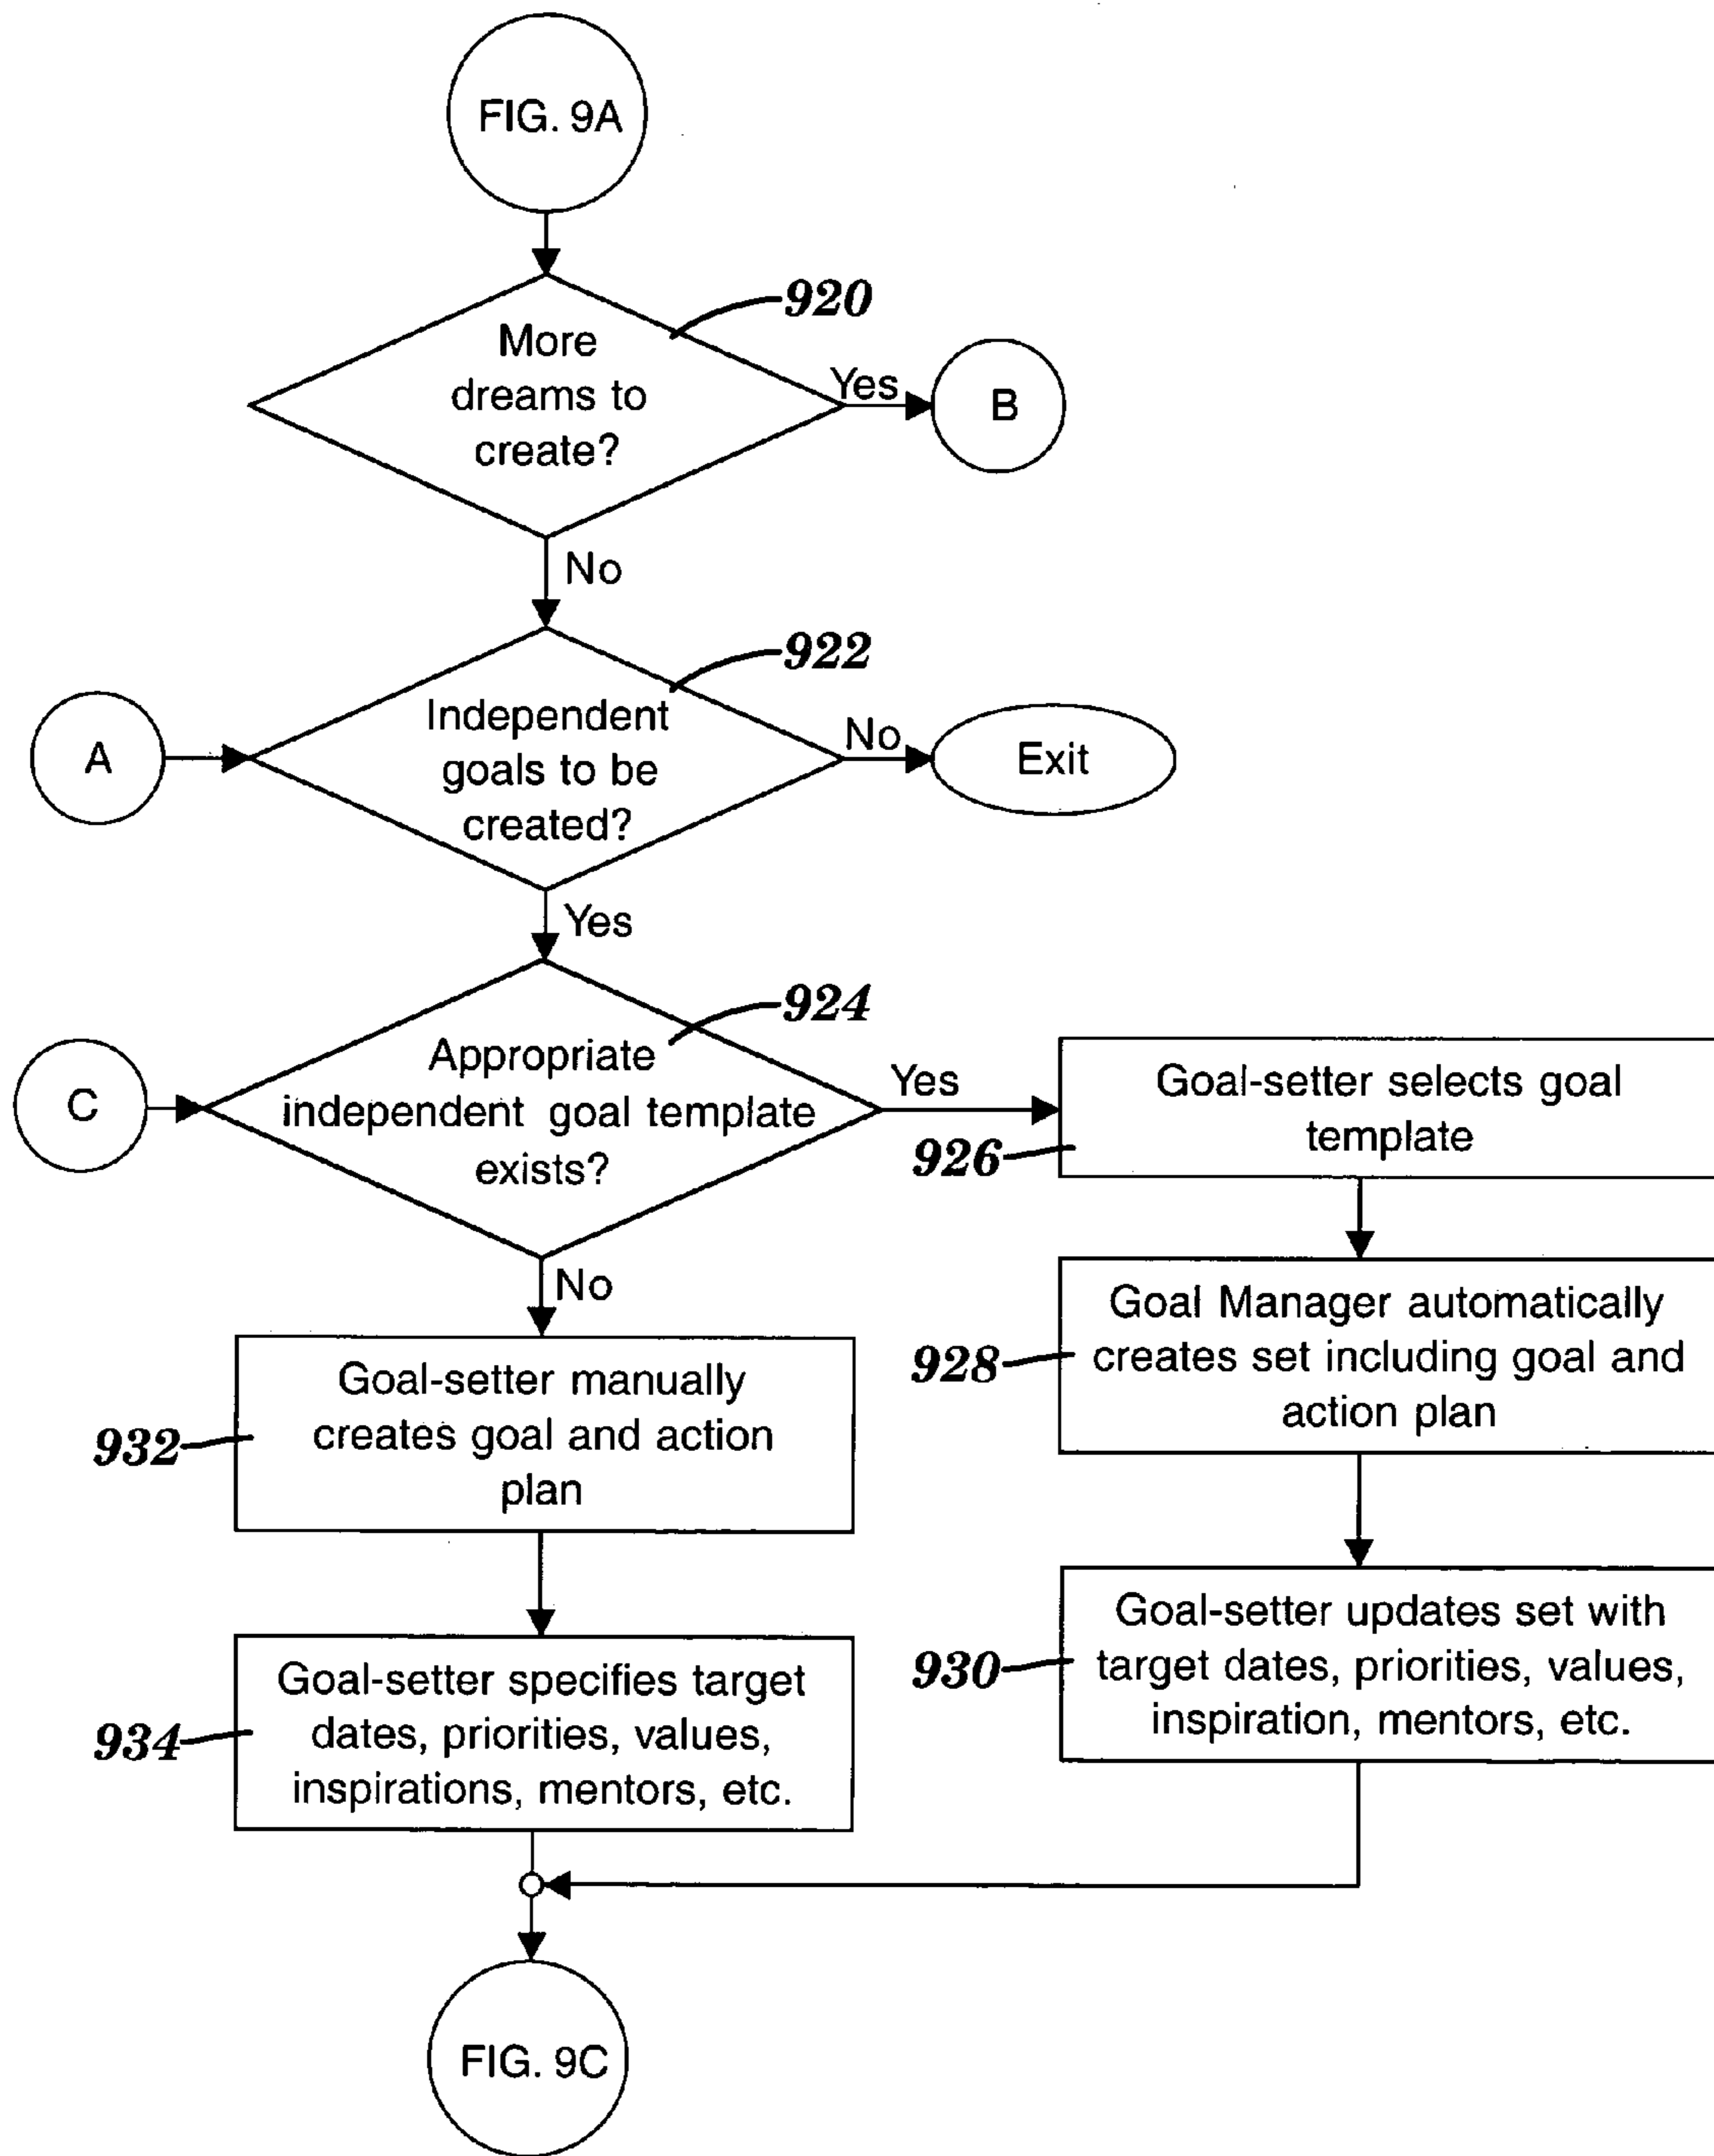 FIG. 9A
920
More
dreams to
create?
Yes
B
No
922
Independent
goals to be
created?
A
No
Exit
Yes
924
Appropriate
independent goal template
exists?
C
Yes
Goal-setter selects goal
template
926
No
Goal Manager automatically
creates set including goal and
action plan
928
Goal-setter manually
creates goal and action
plan
932
Goal-setter updates set with
target dates, priorities, values,
inspiration, mentors, etc.
930
Goal-setter specifies target
dates, priorities, values,
inspirations, mentors, etc.
934
FIG. 9C